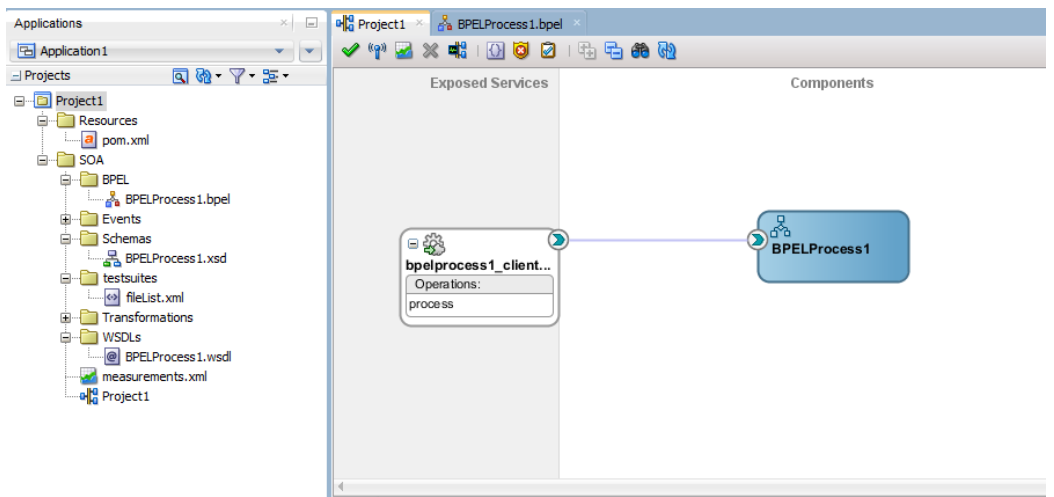 Applications
Application1
Projects
Project1
Resources
pom.xml
SOA
BPEL
BPELProcess1.bpel
Events
Schemas
BPELProcess1.xsd
testsuites
fileList.xml
Transformations
WSDLs
BPELProcess1.wsdl
measurements.xml
Project1
Project1
BPELProcess1.bpel
Exposed Services
Components
bpelprocess1_client...
Operations:
process
BPELProcess1